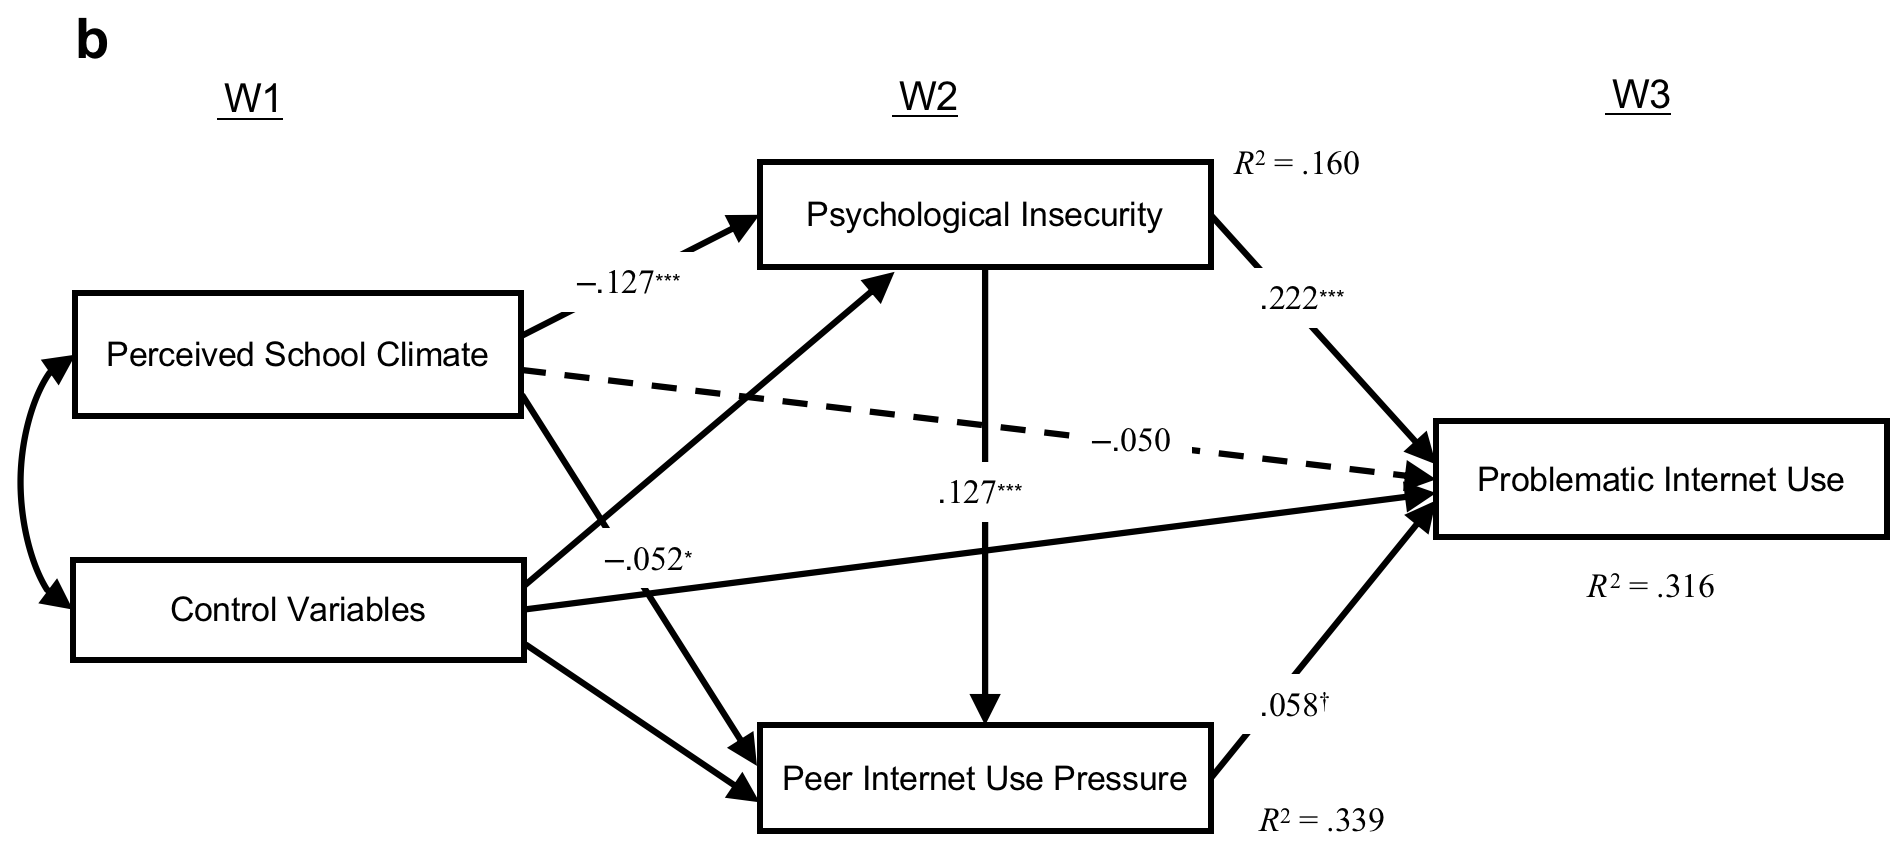 b
W1
W2
W3
R² = .160
Psychological Insecurity
–.127***
.222***
Perceived School Climate
–.050
Problematic Internet Use
.127***
–.052*
R² = .316
Control Variables
.058†
Peer Internet Use Pressure
R² = .339